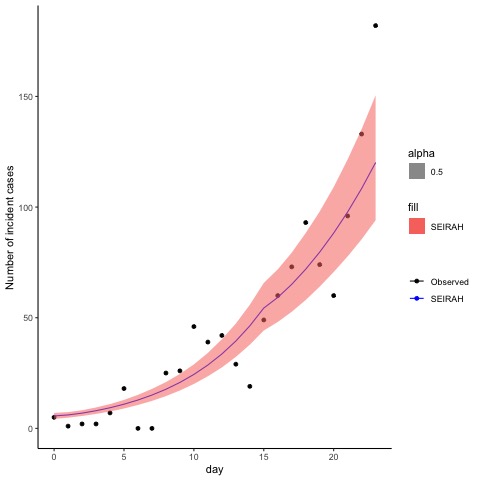 Number of incident cases
150
100
50
0
0 5 10 15 20
day
alpha
0.5
fill
SEIRAH
Observed
SEIRAH